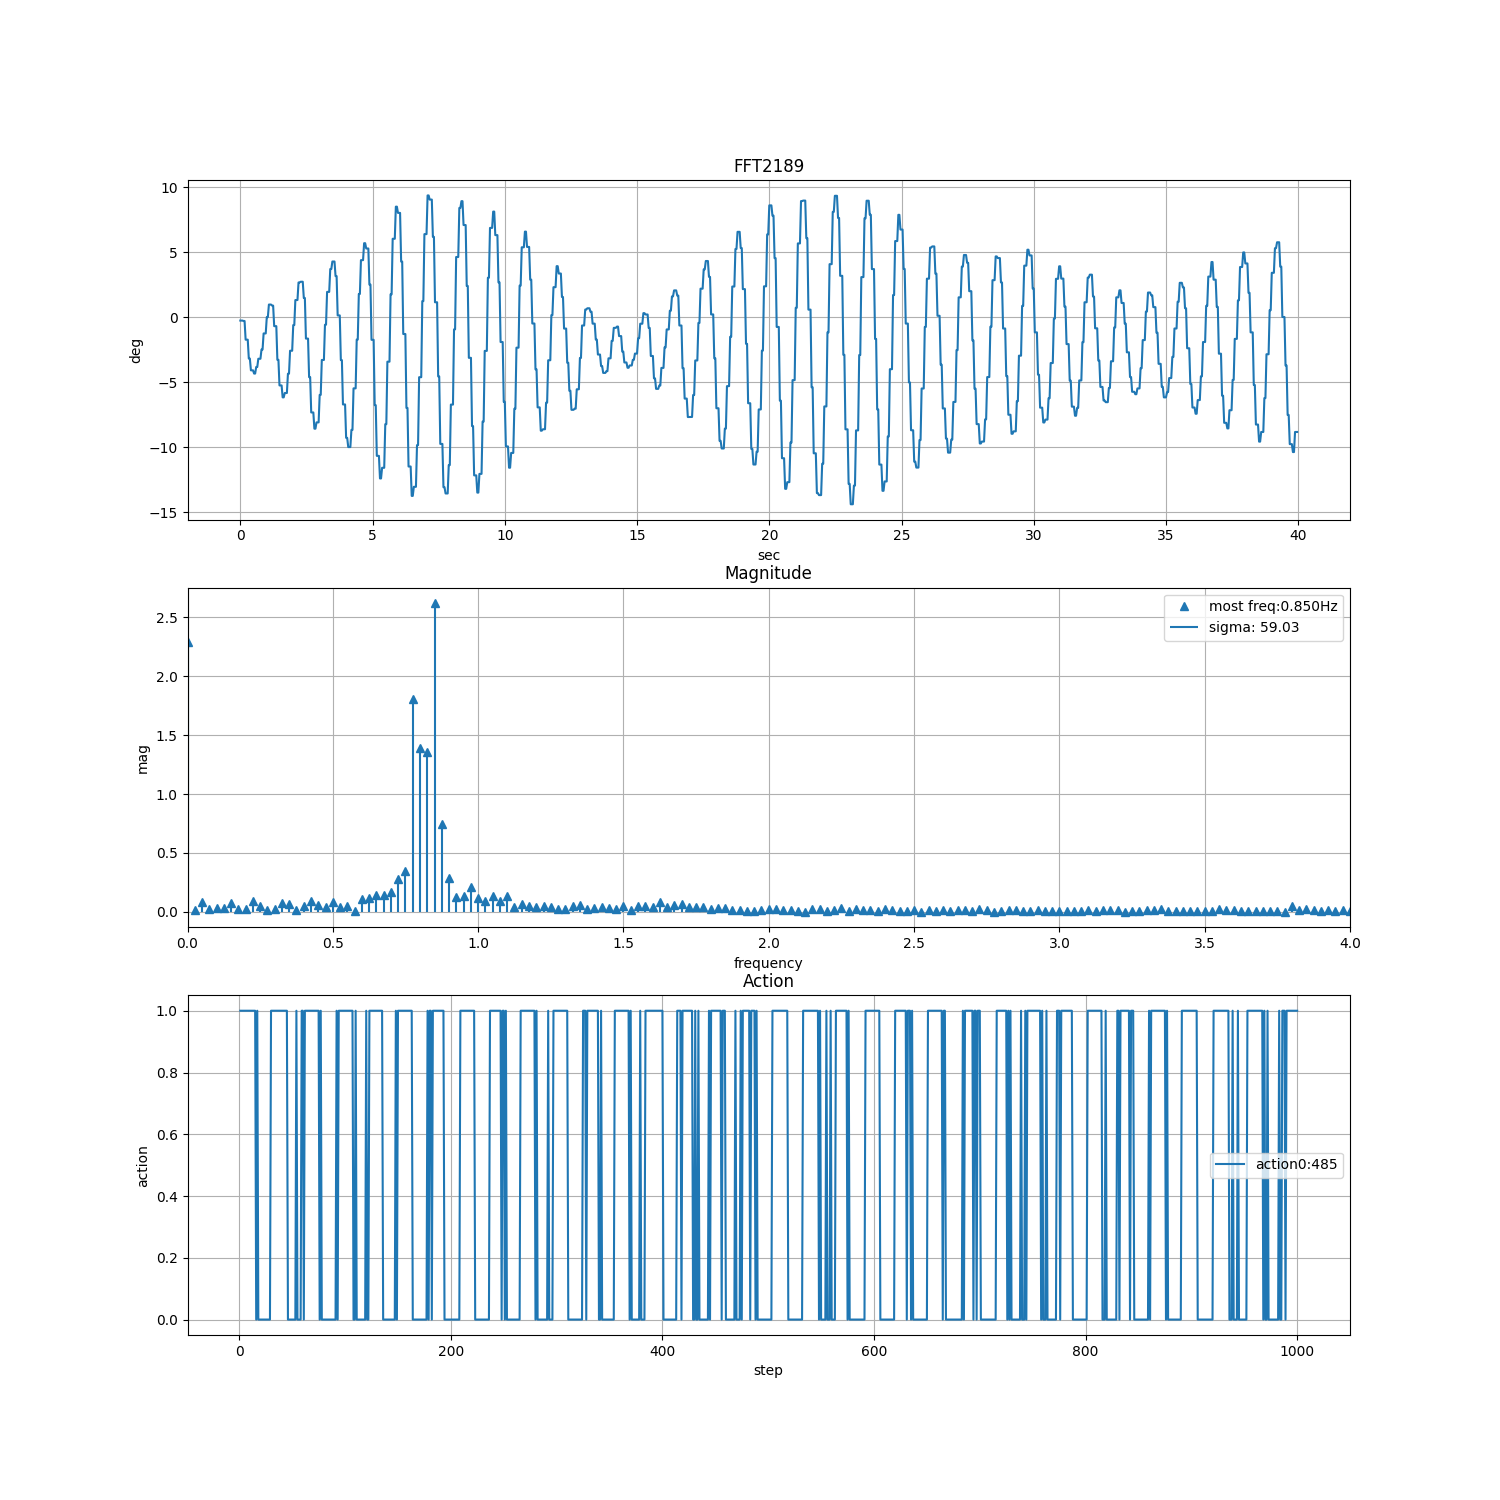 FFT2189
10
5
0
−5
−10
−15
deg
0 5 10 15 20 25 30 35 40
sec
Magnitude
most freq:0.850Hz
sigma: 59.03
2.5
2.0
1.5
1.0
0.5
0.0
mag
0.0 0.5 1.0 1.5 2.0 2.5 3.0 3.5 4.0
frequency
Action
1.0
0.8
0.6
0.4
0.2
0.0
action
action0:485
0 200 400 600 800 1000
step